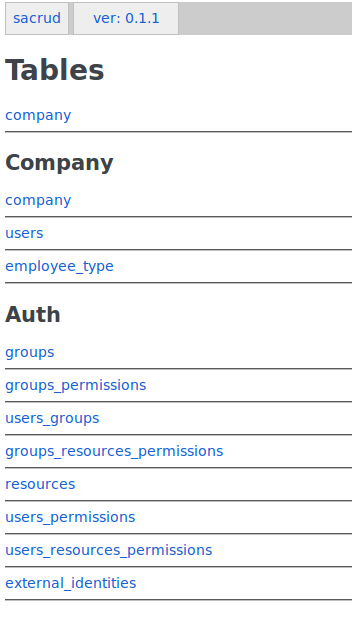 sacrud ver: 0.1.1
Tables
company
Company
company
users
employee_type
Auth
groups
groups_permissions
users_groups
groups_resources_permissions
resources
users_permissions
users_resources_permissions
external_identities